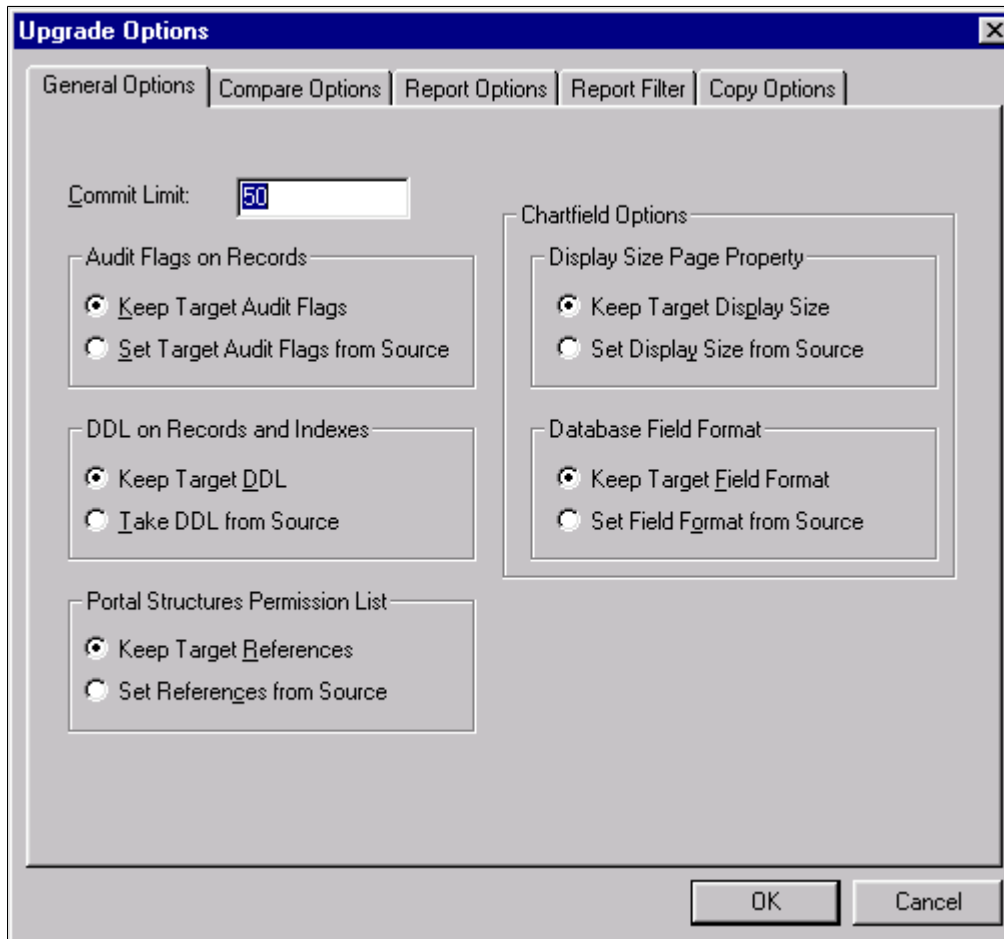 Upgrade Options
General Options
Compare Options
Report Options
Report Filter
Copy Options
Commit Limit:
50
Audit Flags on Records
Keep Target Audit Flags
Set Target Audit Flags from Source
DDL on Records and Indexes
Keep Target DDL
Take DDL from Source
Portal Structures Permission List
Keep Target References
Set References from Source
Chartfield Options
Display Size Page Property
Keep Target Display Size
Set Display Size from Source
Database Field Format
Keep Target Field Format
Set Field Format from Source
OK
Cancel